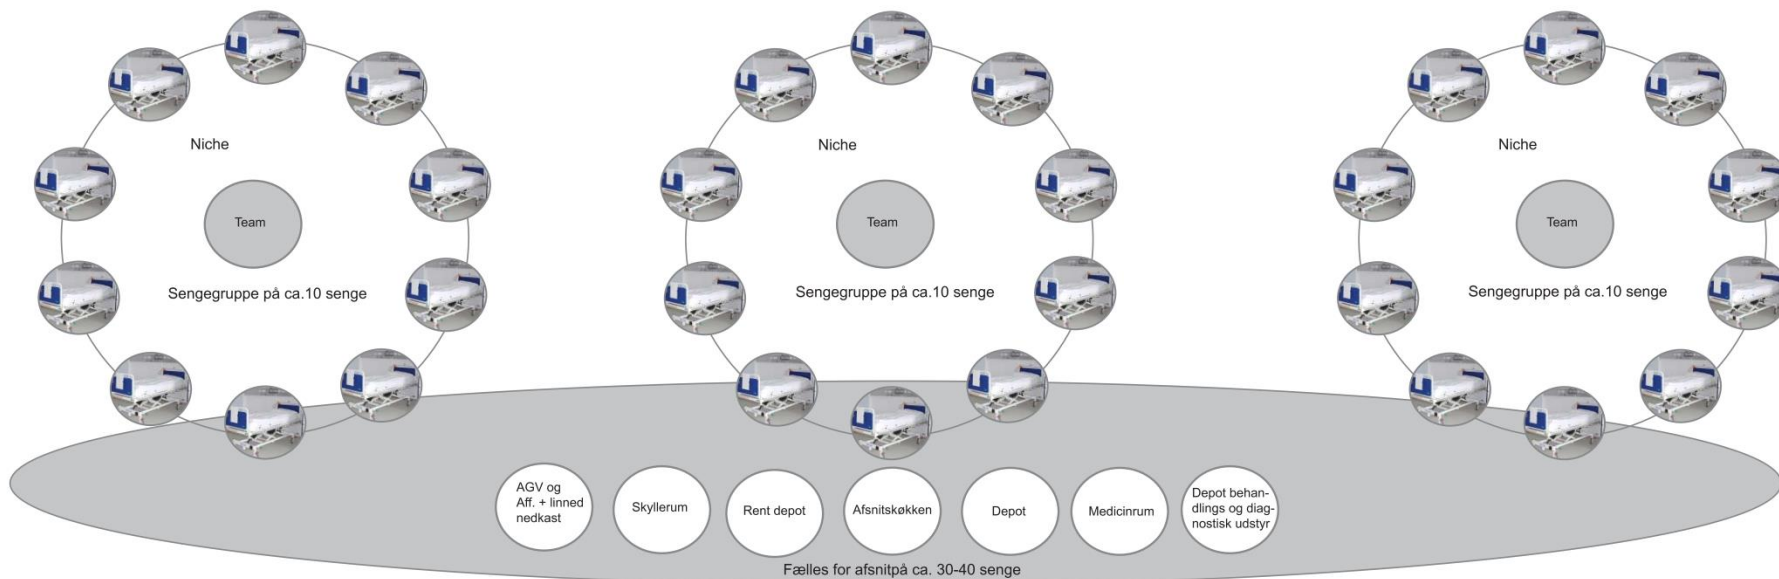 Niche
Team
Sengegruppe på ca.10 senge
Niche
Team
Sengegruppe på ca.10 senge
Niche
Team
Sengegruppe på ca.10 senge
AGV og
Aff. + linned
nedkast
Skyllerum
Rent depot
Afsnitskøkken
Depot
Medicinrum
Depot behan-
dlings og diag-
nostisk udstyr
Fælles for afsnitpå ca. 30-40 senge